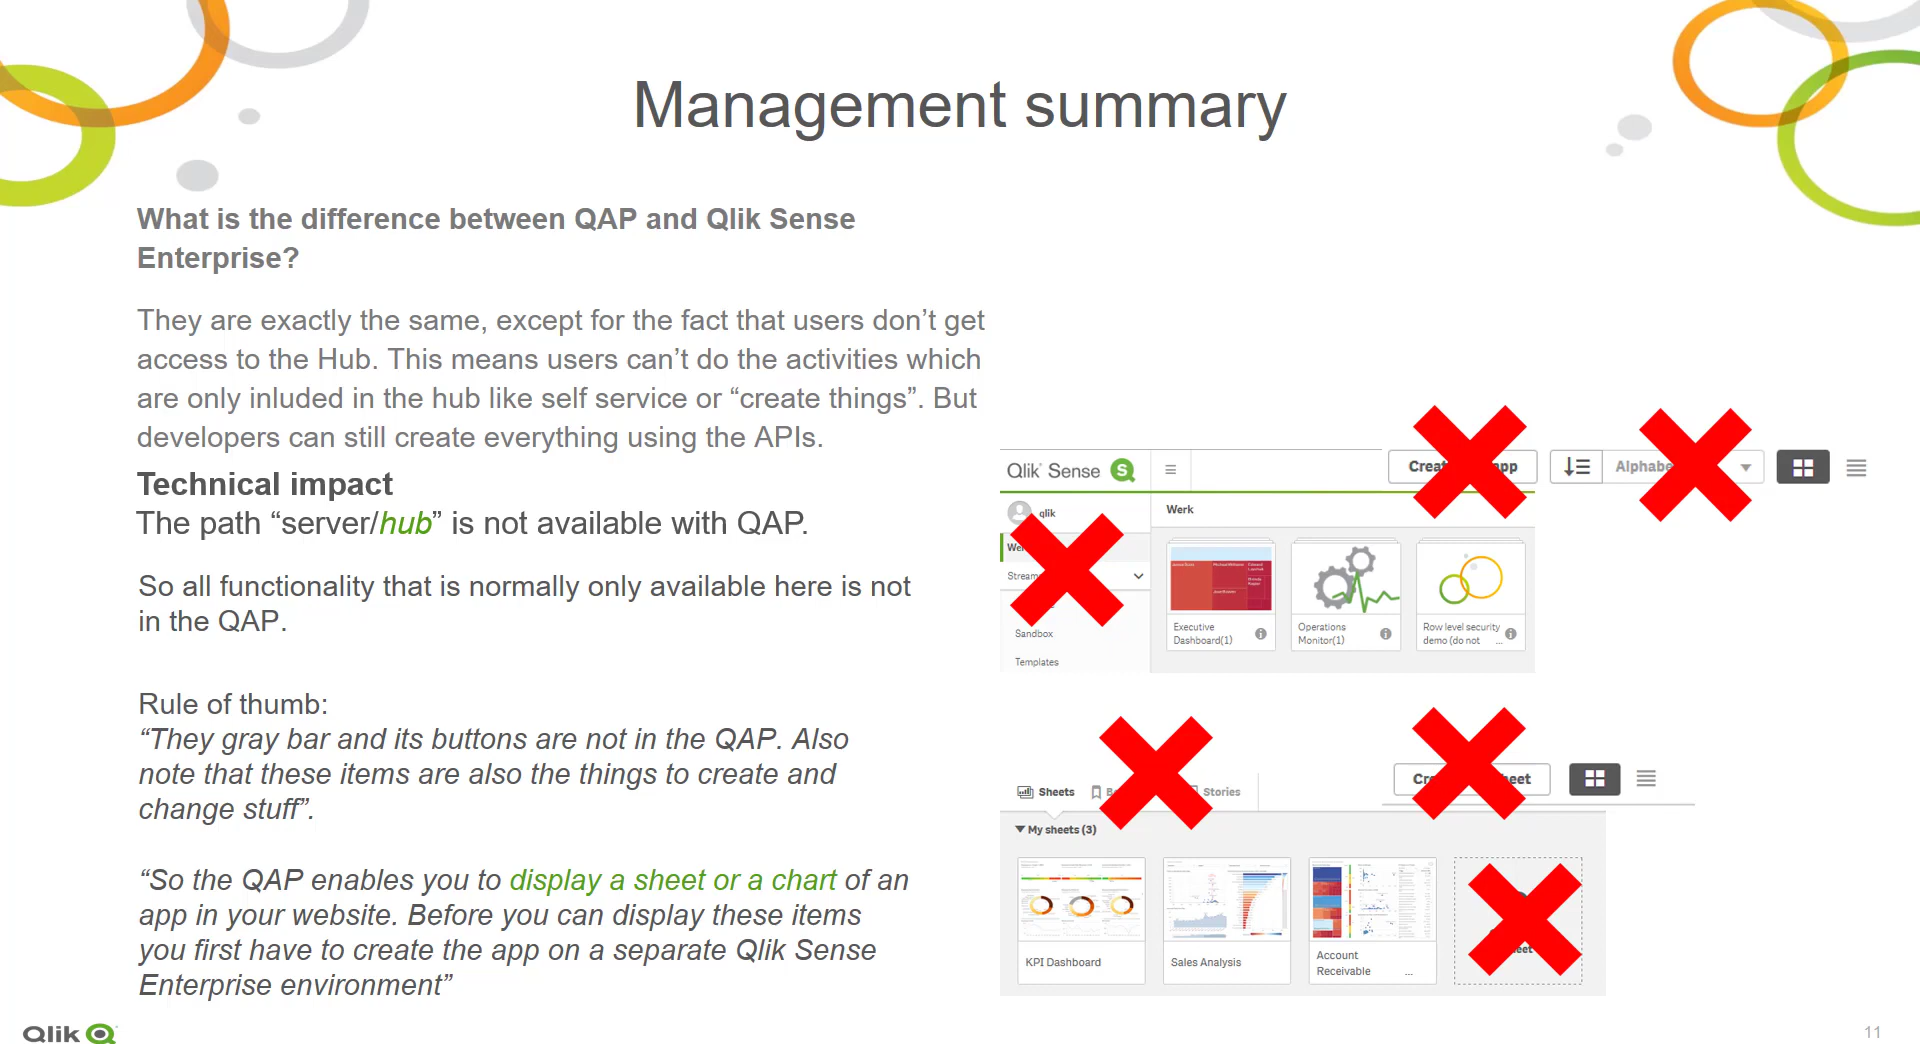 Management summary
What is the difference between QAP and Qlik Sense
Enterprise?
They are exactly the same, except for the fact that users don’t get
access to the Hub. This means users can’t do the activities which
are only inluded in the hub like self service or “create things”. But
developers can still create everything using the APIs.
Technical impact
The path “server/hub” is not available with QAP.
So all functionality that is normally only available here is not
in the QAP.
Rule of thumb:
“They gray bar and its buttons are not in the QAP. Also
note that these items are also the things to create and
change stuff”.
“So the QAP enables you to display a sheet or a chart of an
app in your website. Before you can display these items
you first have to create the app on a separate Qlik Sense
Enterprise environment”
Qlik Sense
qlik
Werk
Sandbox
Templates
Executive
Dashboard(1)
Operations
Monitor(1)
Row level security
demo (do not ...
Sheets
Stories
My sheets (3)
KPI Dashboard
Sales Analysis
Account
Receivable ...
Qlik
11